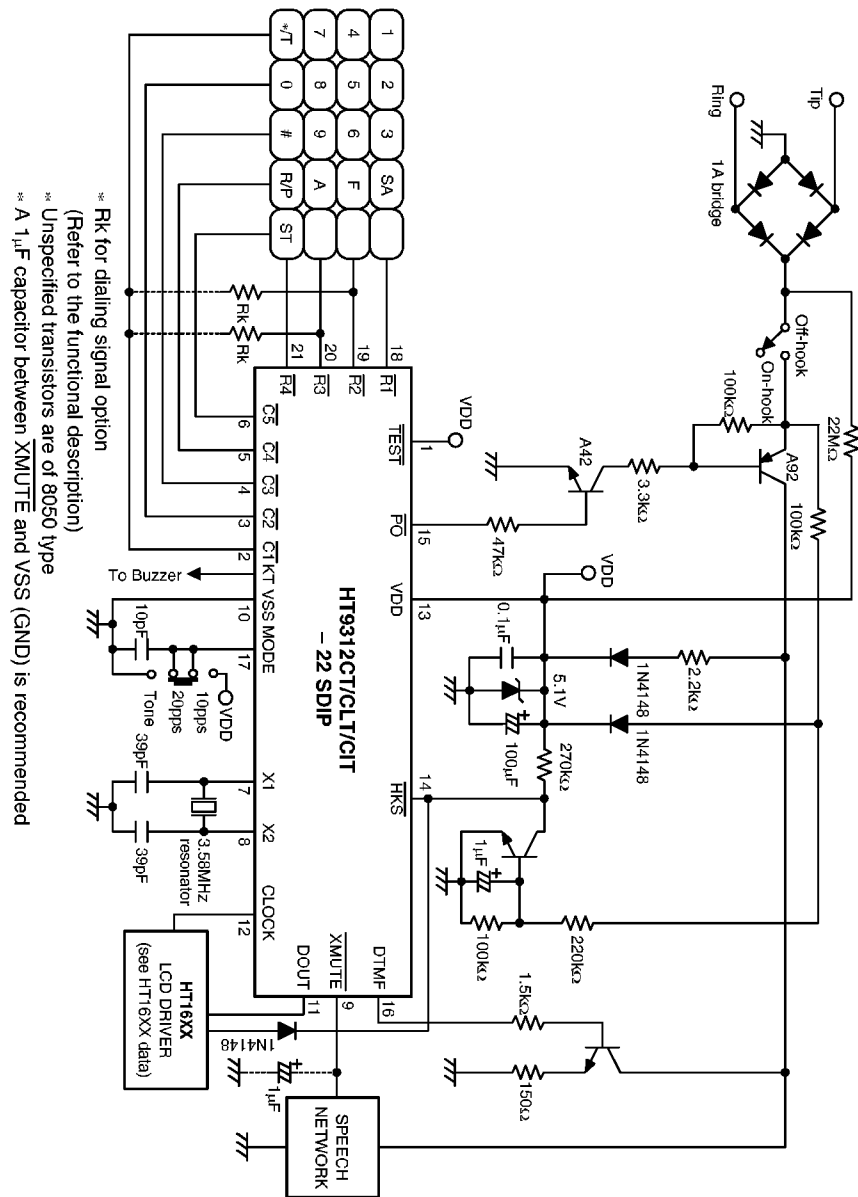 Tip
Ring
1A bridge
Off-hook
On-hook
22MΩ
100kΩ
A92
100kΩ
3.3kΩ
A42
47kΩ
VDD
VDD
0.1µF
5.1V
100µF
1N4148
2.2kΩ
1N4148
270kΩ
1µF
+
100kΩ
220kΩ
1.5kΩ
150Ω
1 2 3 SA
4 5 6 F
7 8 9 A
*/T 0 # R/P ST
Rk
Rk
18 19 20 21
R1 R2 R3 R4
1
TEST
15
PO
13
VDD
14
HKS
16
DTMF
9
XMUTE
11
DOUT
HT9312CT/CLT/CIT
– 22 SDIP
C5 C4 C3 C2 C1 KT VSS MODE X1 X2 CLOCK
6 5 4 3 2 10 17 7 8 12
To Buzzer
10pF
VDD
10pps
20pps
Tone
39pF
39pF
3.58MHz
resonator
HT16XX
LCD DRIVER
(see HT16XX data)
1N4148
+
1µF
SPEECH
NETWORK
* Rk for dialing signal option
(Refer to the functional description)
* Unspecified transistors are of 8050 type
* A 1µF capacitor between XMUTE and VSS (GND) is recommended